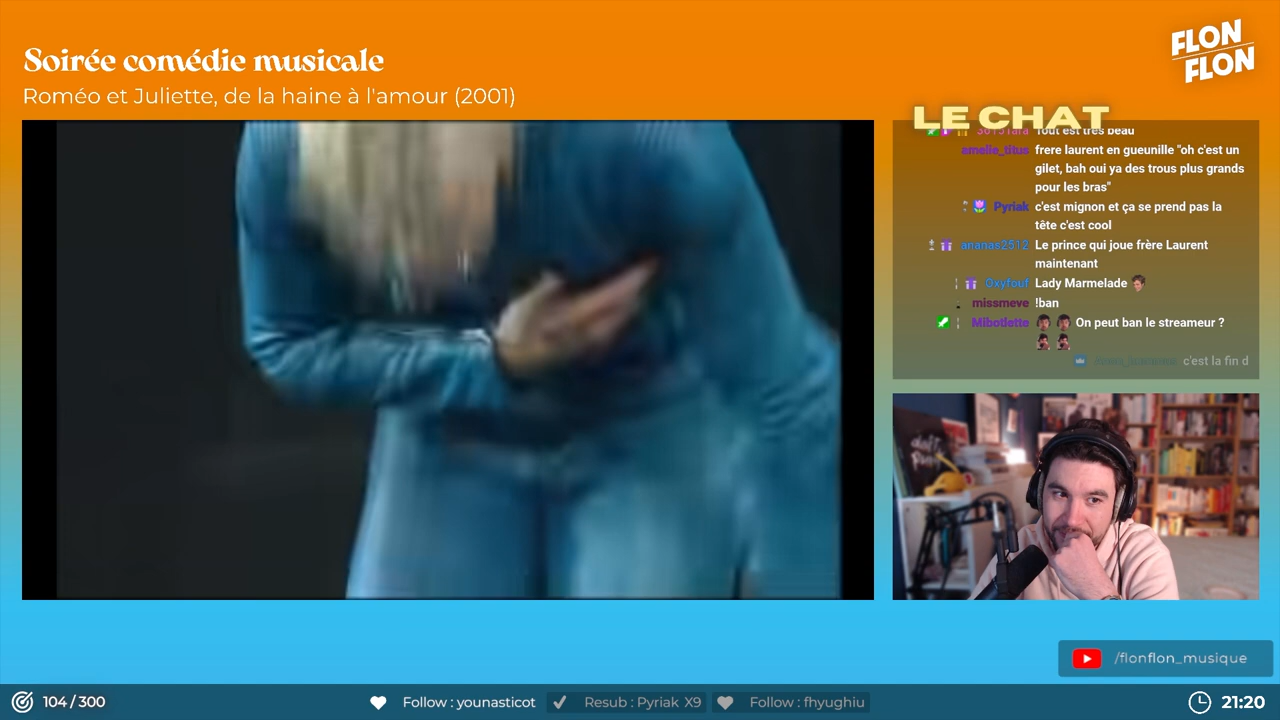 Soirée comédie musicale
Roméo et Juliette, de la haine à l'amour (2001)
FLON
FLON
LE CHAT
Tout est très beau
amelie_titus frere laurent en gueunille "oh c'est un
gilet, bah oui ya des trous plus grands
pour les bras"
Pyriak c'est mignon et ça se prend pas la
tête c'est cool
ananas2512 Le prince qui joue frère Laurent
maintenant
Oxyfouf Lady Marmelade
missmeve !ban
Mibotlette On peut ban le streameur ?
c'est la fin d
/flonflon_musique
104 / 300
Follow : younasticot
Resub : Pyriak X9
Follow : fhyughiu
21:20